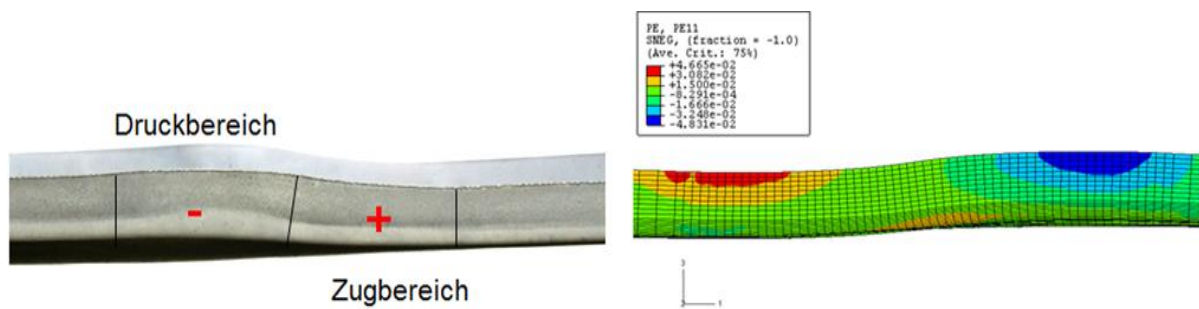 Druckbereich
-
+
Zugbereich
PE, PE11
SNEG, (fraction = -1.0)
(Ave. Crit.: 75%)
+4.665e-02
+3.082e-02
+1.500e-02
-8.291e-04
-1.666e-02
-3.248e-02
-4.831e-02
3
2
1